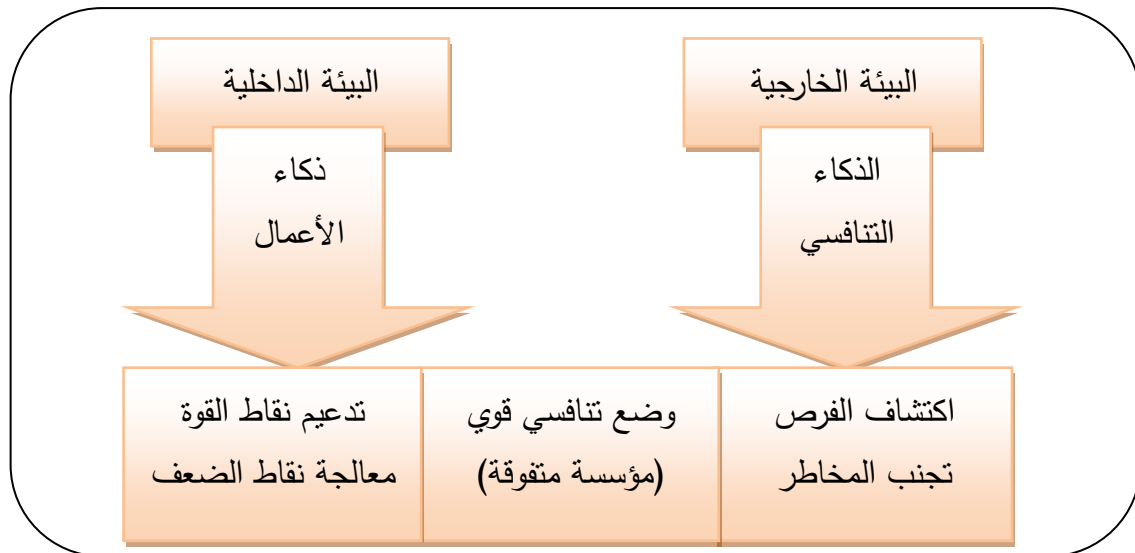 البيئة الخارجية
البيئة الداخلية
الذكاء
التنافسي
ذكاء
الأعمال
اكتشاف الفرص
تجنب المخاطر
وضع تنافسي قوي
(مؤسسة متفوقة)
تدعيم نقاط القوة
معالجة نقاط الضعف